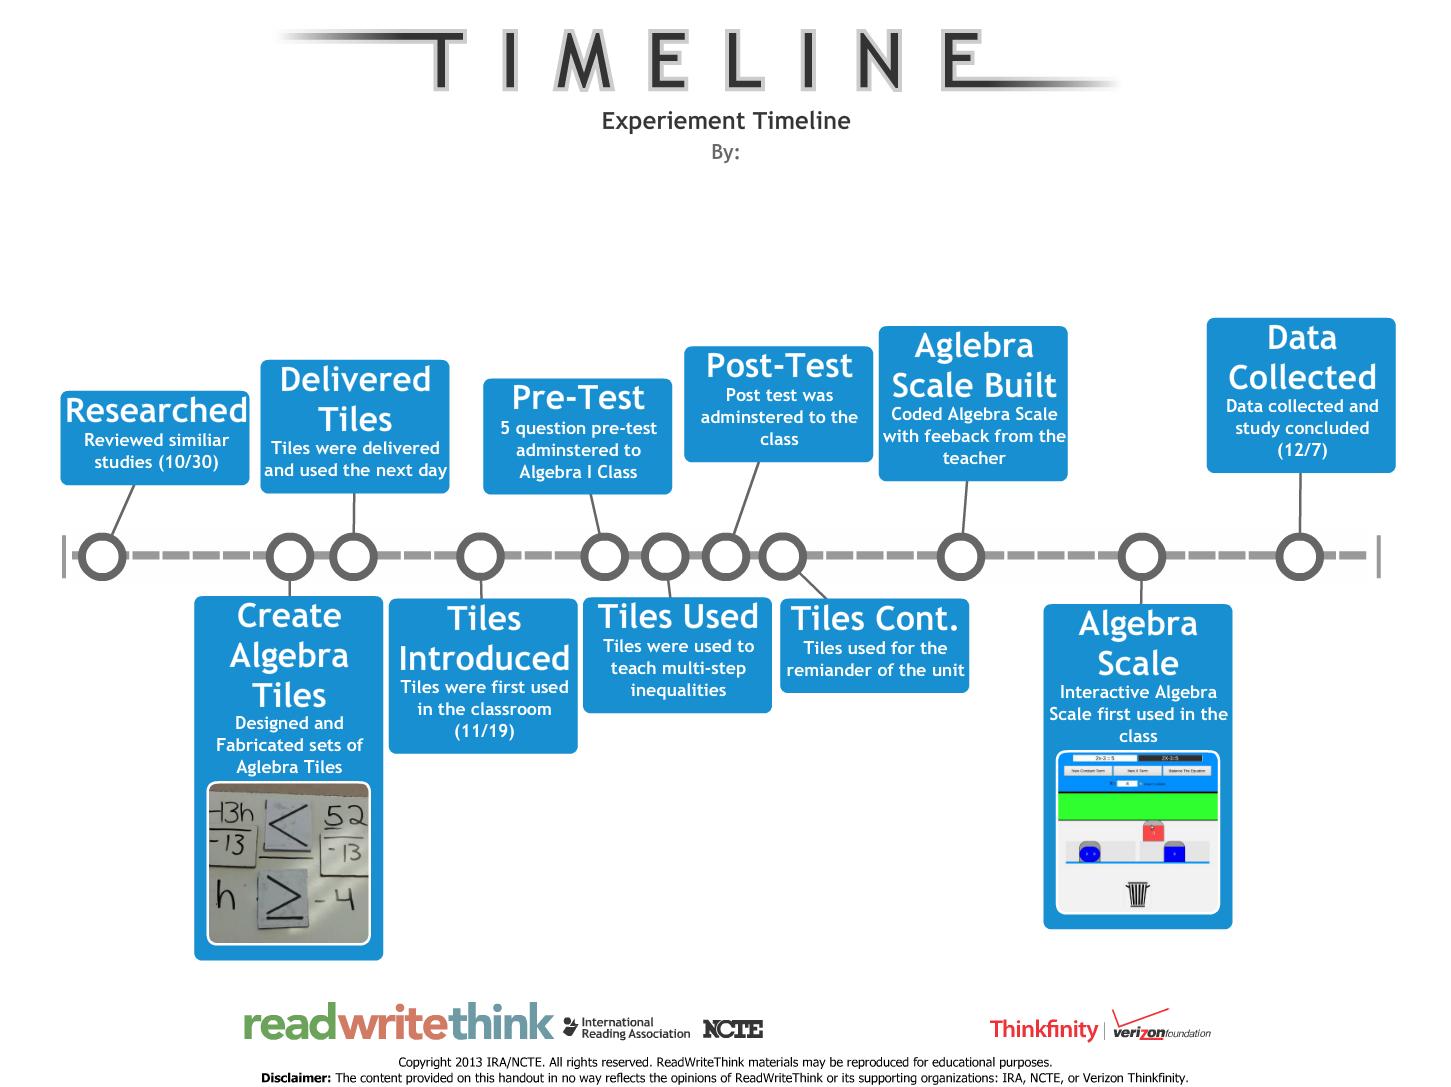 TIMELINE
Experiement Timeline
By:
Researched
Reviewed similiar
studies (10/30)
Delivered
Tiles
Tiles were delivered
and used the next day
Pre-Test
5 question pre-test
adminstered to
Algebra I Class
Post-Test
Post test was
adminstered to the
class
Aglebra
Scale Built
Coded Algebra Scale
with feeback from the
teacher
Data
Collected
Data collected and
study concluded
(12/7)
Create
Algebra
Tiles
Designed and
Fabricated sets of
Aglebra Tiles
-13h < 52
-13 -13
h ≥ -4
Tiles
Introduced
Tiles were first used
in the classroom
(11/19)
Tiles Used
Tiles were used to
teach multi-step
inequalities
Tiles Cont.
Tiles used for the
remiander of the unit
Algebra
Scale
Interactive Algebra
Scale first used in the
class
readwritethink
International
Reading Association
NCTE
Thinkfinity
verizonfoundation
Copyright 2013 IRA/NCTE. All rights reserved. ReadWriteThink materials may be reproduced for educational purposes.
Disclaimer: The content provided on this handout in no way reflects the opinions of ReadWriteThink or its supporting organizations: IRA, NCTE, or Verizon Thinkfinity.